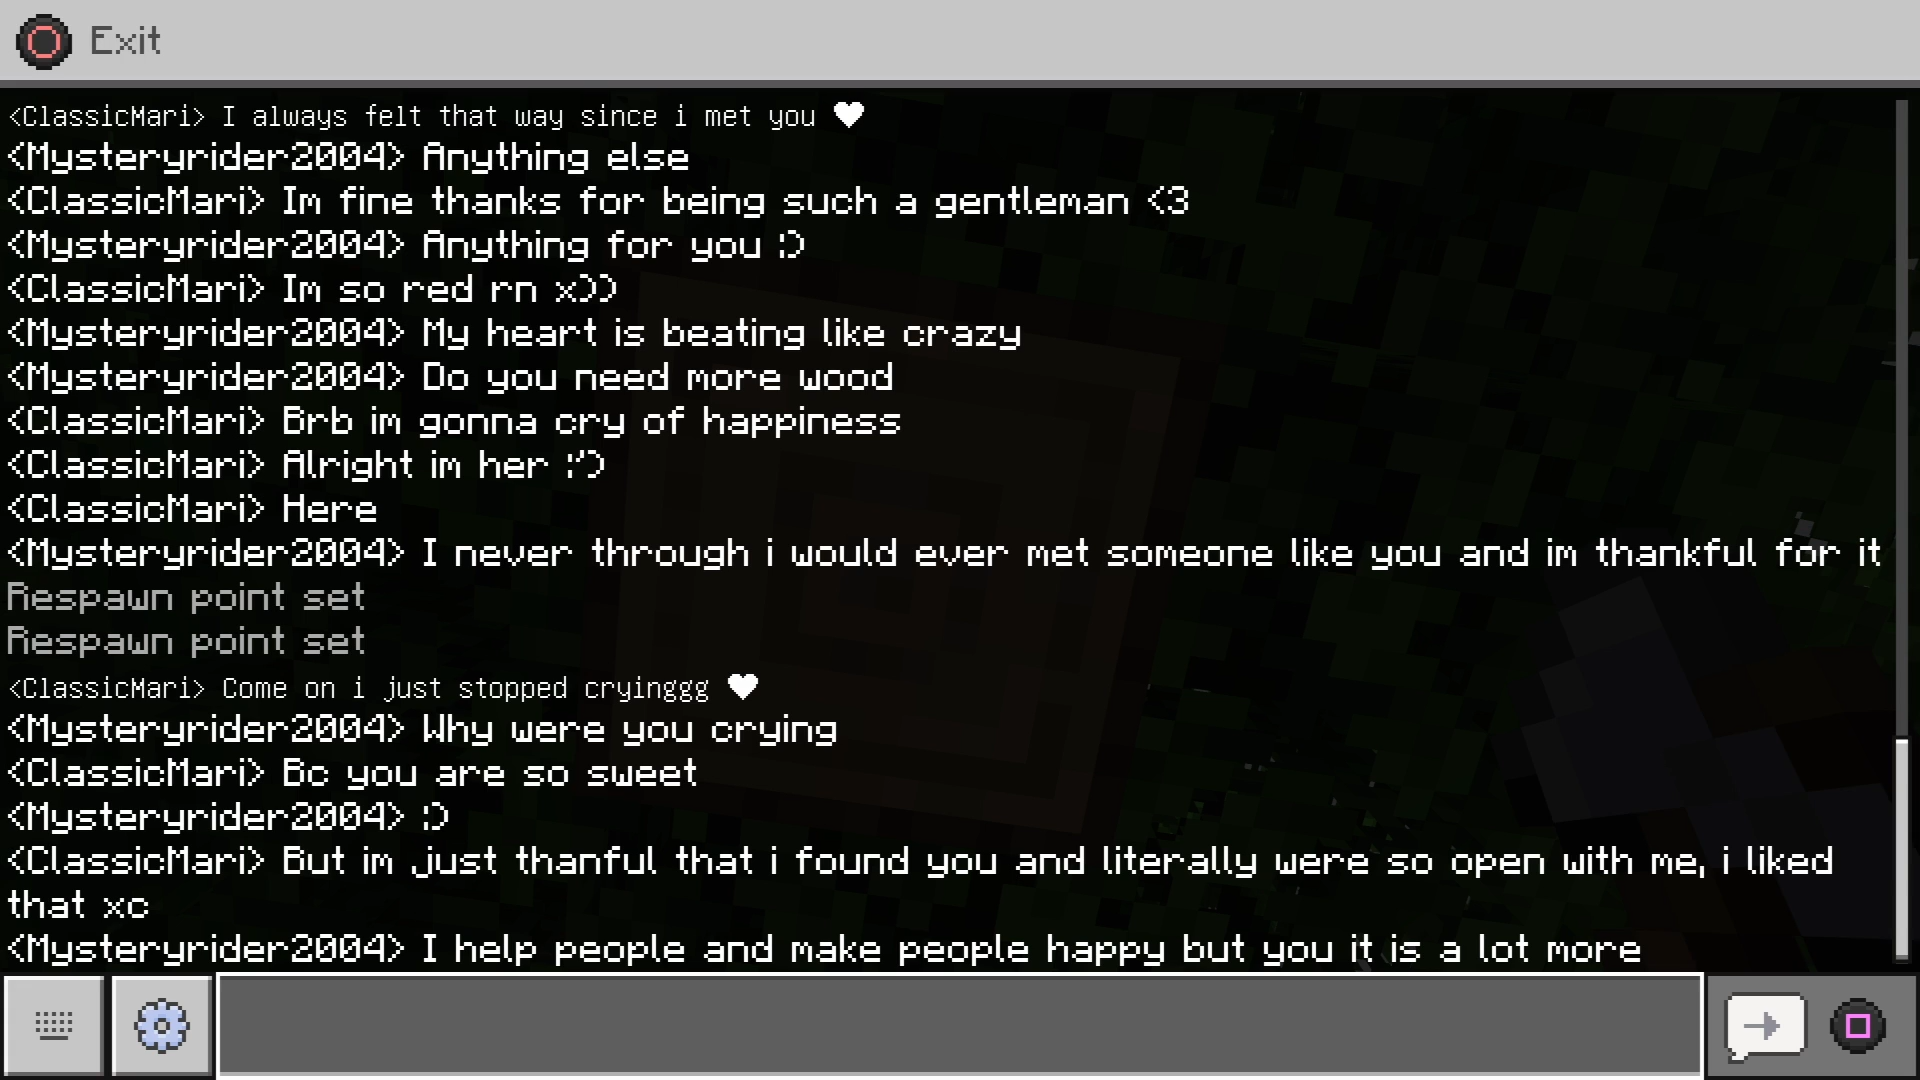 Exit
<ClassicMari> I always felt that way since i met you ♥
<Mysteryrider2004> Anything else
<ClassicMari> Im fine thanks for being such a gentleman <3
<Mysteryrider2004> Anything for you :)
<ClassicMari> Im so red rn x))
<Mysteryrider2004> My heart is beating like crazy
<Mysteryrider2004> Do you need more wood
<ClassicMari> Brb im gonna cry of happiness
<ClassicMari> Alright im her :')
<ClassicMari> Here
<Mysteryrider2004> I never through i would ever met someone like you and im thankful for it
Respawn point set
Respawn point set
<ClassicMari> Come on i just stopped cryinggg ♥
<Mysteryrider2004> Why were you crying
<ClassicMari> Bc you are so sweet
<Mysteryrider2004> :)
<ClassicMari> But im just thanful that i found you and literally were so open with me, i liked
that xc
<Mysteryrider2004> I help people and make people happy but you it is a lot more